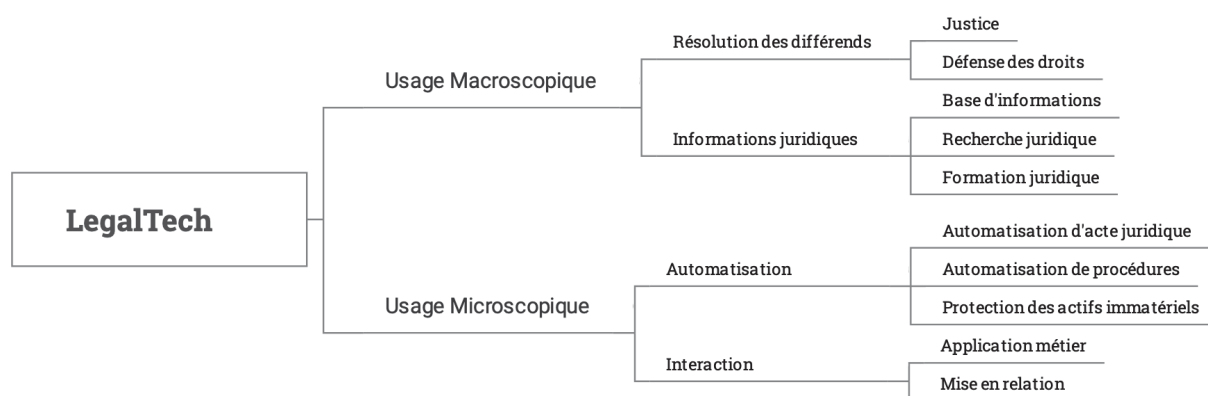 LegalTech
Usage Macroscopique
Résolution des différends
Justice
Défense des droits
Informations juridiques
Base d'informations
Recherche juridique
Formation juridique
Usage Microscopique
Automatisation
Automatisation d'acte juridique
Automatisation de procédures
Protection des actifs immatériels
Interaction
Application métier
Mise en relation